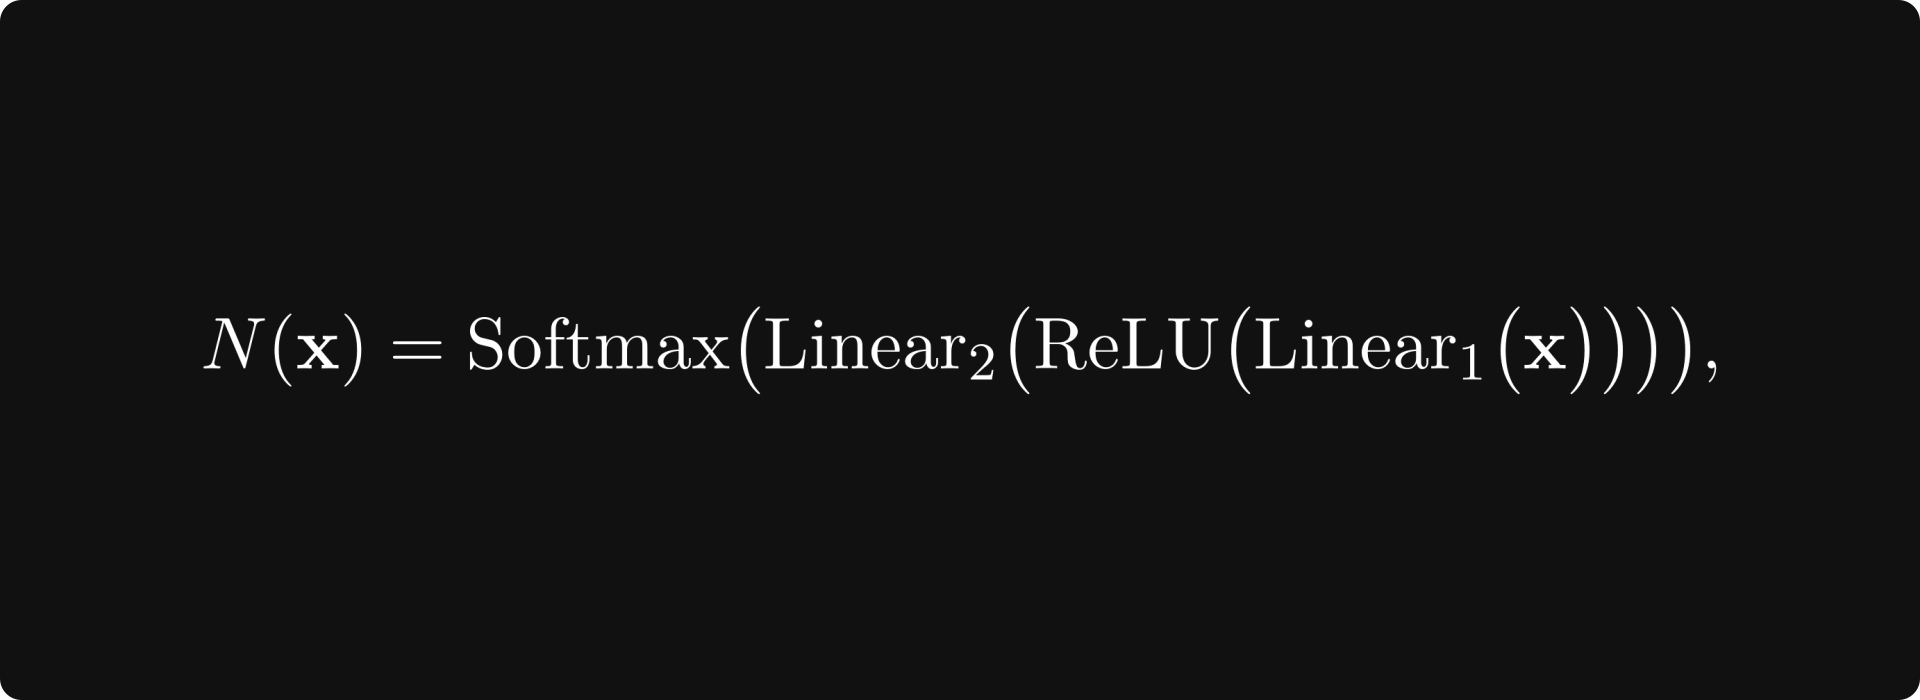 N(x) = Softmax(Linear₂(ReLU(Linear₁(x)))),